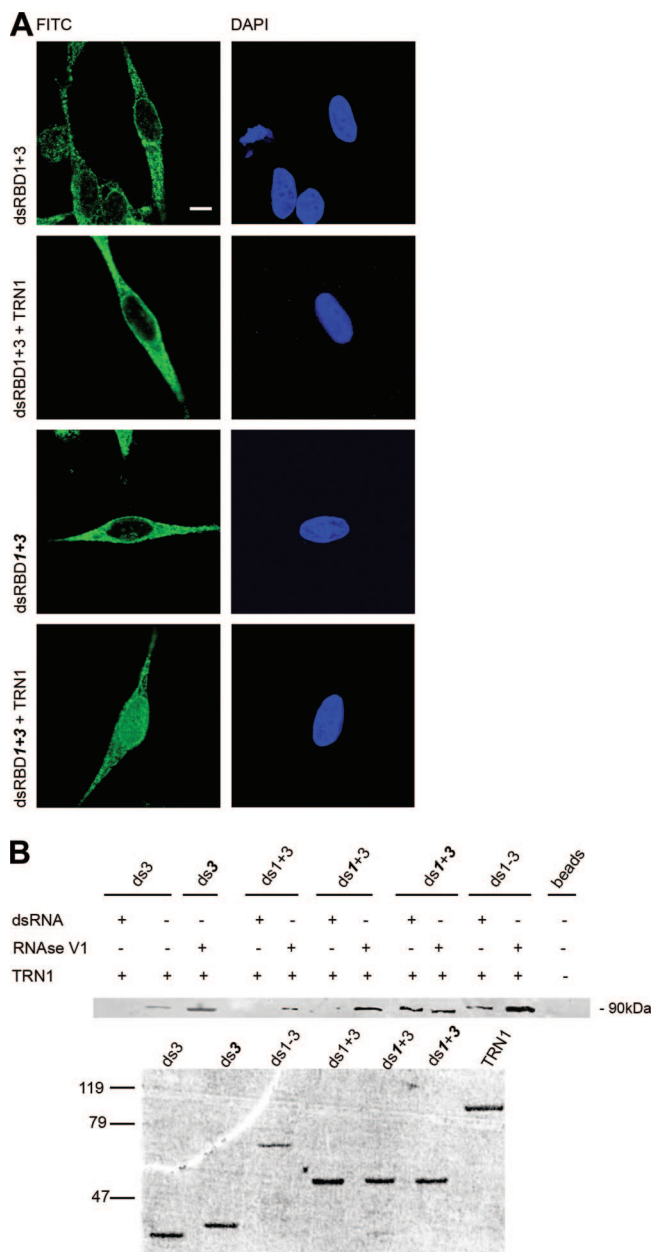 A
FITC DAPI
dsRBD1+3
dsRBD1+3 + TRN1
dsRBD1+3
dsRBD1+3 + TRN1
B
ds3 ds3 ds1+3 ds1+3 ds1+3 ds1-3 beads
dsRNA + - - + - + - + - + - -
RNAse V1 - - + - + - + - + - + -
TRN1 + + + + + + + + + + + -
- 90kDa
ds3 ds3 ds1-3 ds1+3 ds1+3 ds1+3 TRN1
119
79
47